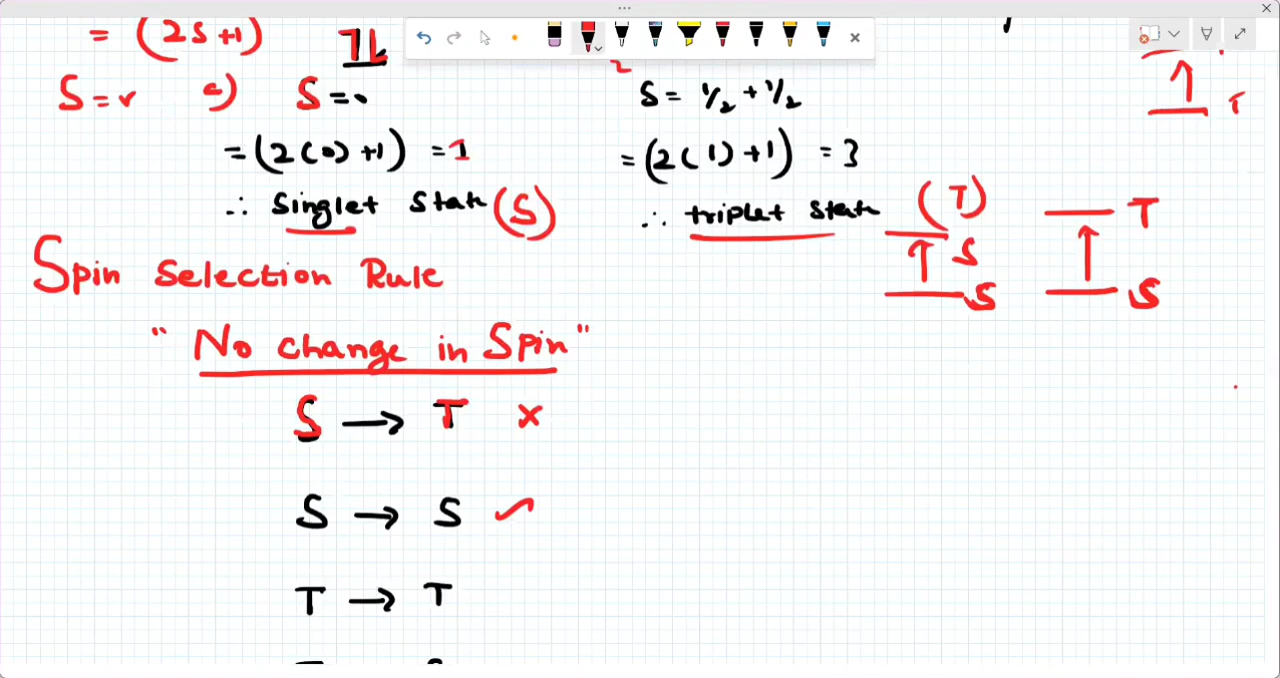 = (2S+1)
S = 
S = 0
S = 1/2 + 1/2
= (2(0)+1) = 1
= (2(1)+1) = 3
∴ Singlet State (S)
∴ triplet State
(T)
T
S
S
S
T
Spin Selection Rule
"No change in Spin"
S → T ×
S → S ✓
T → T